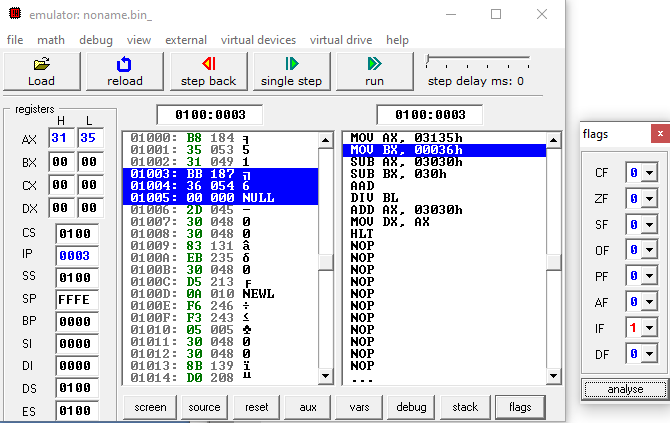 emulator: noname.bin_
file math debug view external virtual devices virtual drive help
Load reload step back single step run step delay ms: 0
registers
H L
AX 31 35
BX 00 00
CX 00 00
DX 00 00
CS 0100
IP 0003
SS 0100
SP FFFE
BP 0000
SI 0000
DI 0000
DS 0100
ES 0100
0100:0003
01000: B8 184 ╕
01001: 35 053 5
01002: 31 049 1
01003: BB 187 ╗
01004: 36 054 6
01005: 00 000 NULL
01006: 2D 045 -
01007: 30 048 0
01008: 30 048 0
01009: 83 131 â
0100A: EB 235 δ
0100B: 30 048 0
0100C: D5 213 ╒
0100D: 0A 010 NEWL
0100E: F6 246 ÷
0100F: F3 243 ≤
01010: 05 005 ♣
01011: 30 048 0
01012: 30 048 0
01013: 8B 139 ï
01014: D0 208 ╨
0100:0003
MOV AX, 03135h
MOV BX, 00036h
SUB AX, 03030h
SUB BX, 030h
AAD
DIV BL
ADD AX, 03030h
MOV DX, AX
HLT
NOP
NOP
NOP
NOP
NOP
NOP
NOP
NOP
NOP
NOP
NOP
...
screen source reset aux vars debug stack flags
flags x
CF 0
ZF 0
SF 0
OF 0
PF 0
AF 0
IF 1
DF 0
analyse